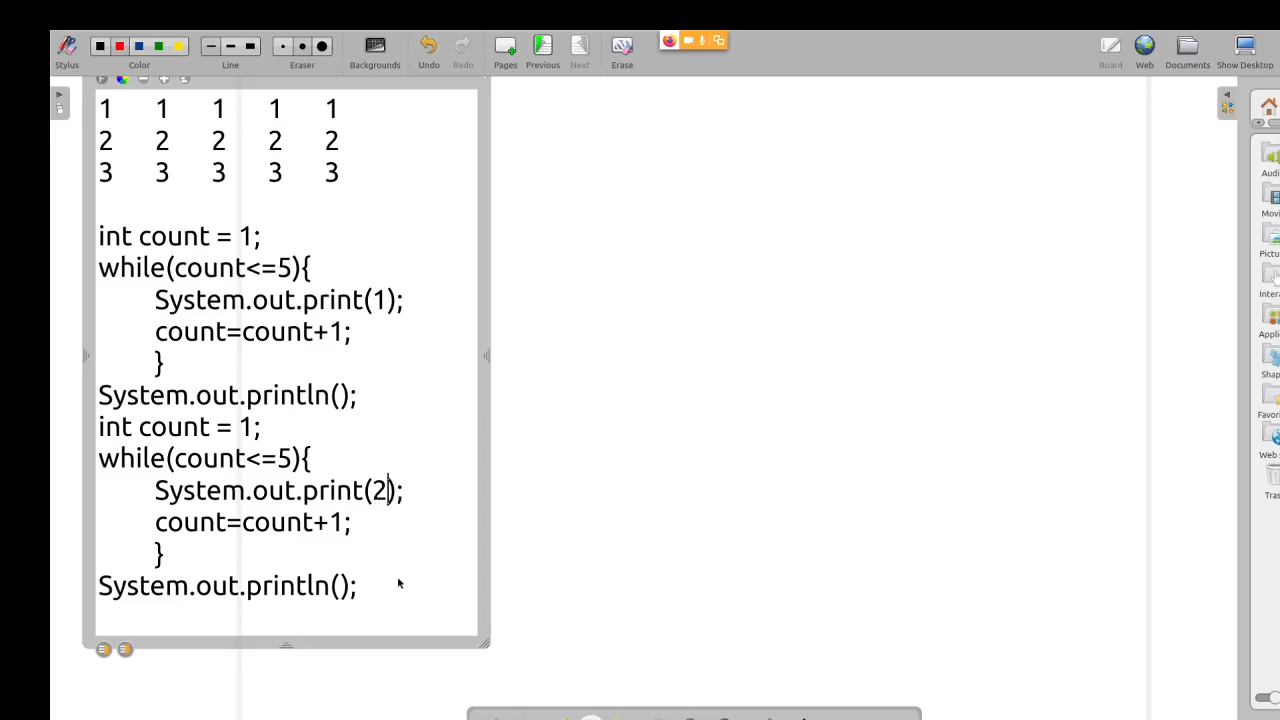 Stylus Color Line Eraser Backgrounds Undo Redo Pages Previous Next Erase Board Web Documents Show Desktop
1 1 1 1 1
2 2 2 2 2
3 3 3 3 3
int count = 1;
while(count<=5){
System.out.print(1);
count=count+1;
}
System.out.println();
int count = 1;
while(count<=5){
System.out.print(2);
count=count+1;
}
System.out.println();